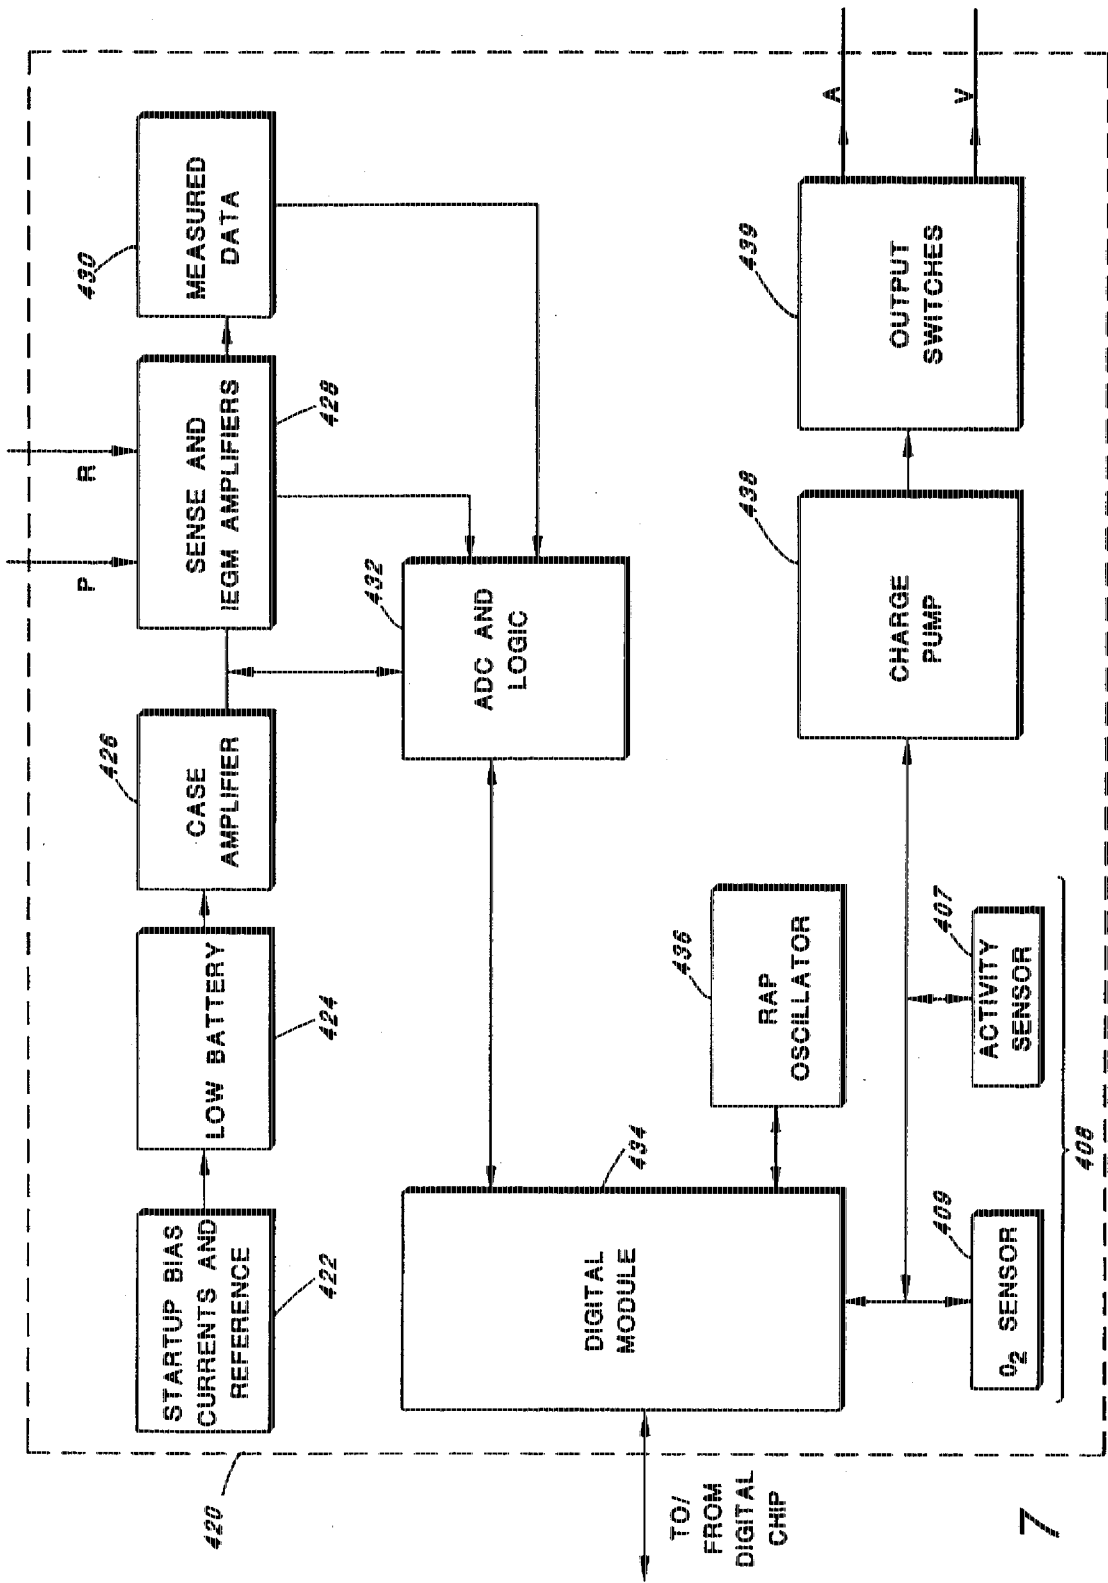 420
STARTUP BIAS
CURRENTS AND
REFERENCE
422
LOW BATTERY
424
CASE
AMPLIFIER
426
P
R
SENSE AND
IEGM AMPLIFIERS
428
MEASURED
DATA
430
ADC AND
LOGIC
432
TO/
FROM
DIGITAL
CHIP
DIGITAL
MODULE
434
RAP
OSCILLATOR
436
CHARGE
PUMP
438
OUTPUT
SWITCHES
439
A
V
O2 SENSOR
409
ACTIVITY
SENSOR
407
408
7